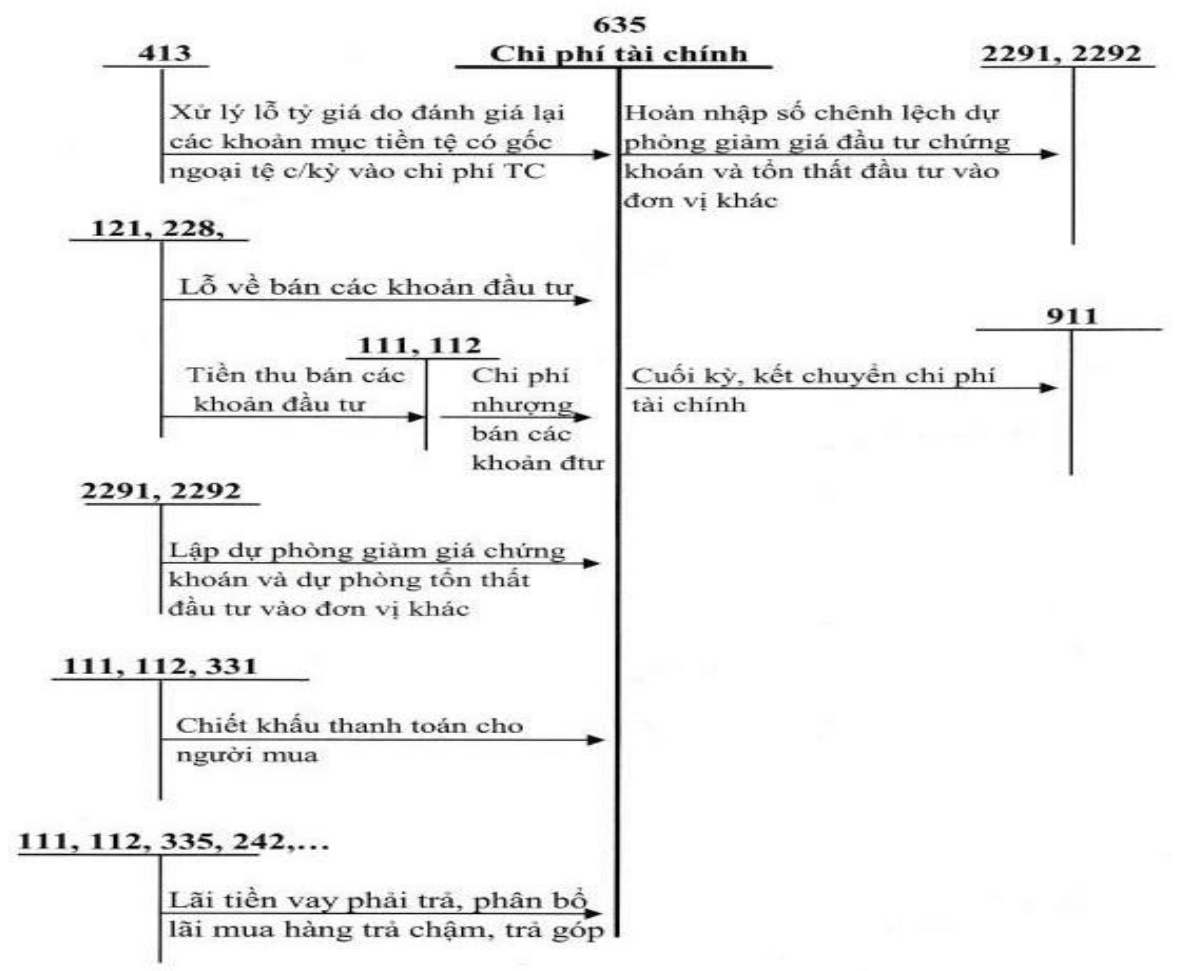 635
Chi phí tài chính
413
2291, 2292
Xử lý lỗ tỷ giá do đánh giá lại
các khoản mục tiền tệ có gốc
ngoại tệ c/kỳ vào chi phí TC
Hoàn nhập số chênh lệch dự
phòng giảm giá đầu tư chứng
khoán và tổn thất đầu tư vào
đơn vị khác
121, 228,
Lỗ về bán các khoản đầu tư
111, 112
Tiền thu bán các
khoản đầu tư
Chi phí
nhượng
bán các
khoản đtư
911
Cuối kỳ, kết chuyển chi phí
tài chính
2291, 2292
Lập dự phòng giảm giá chứng
khoán và dự phòng tổn thất
đầu tư vào đơn vị khác
111, 112, 331
Chiết khấu thanh toán cho
người mua
111, 112, 335, 242,...
Lãi tiền vay phải trả, phân bổ
lãi mua hàng trả chậm, trả góp